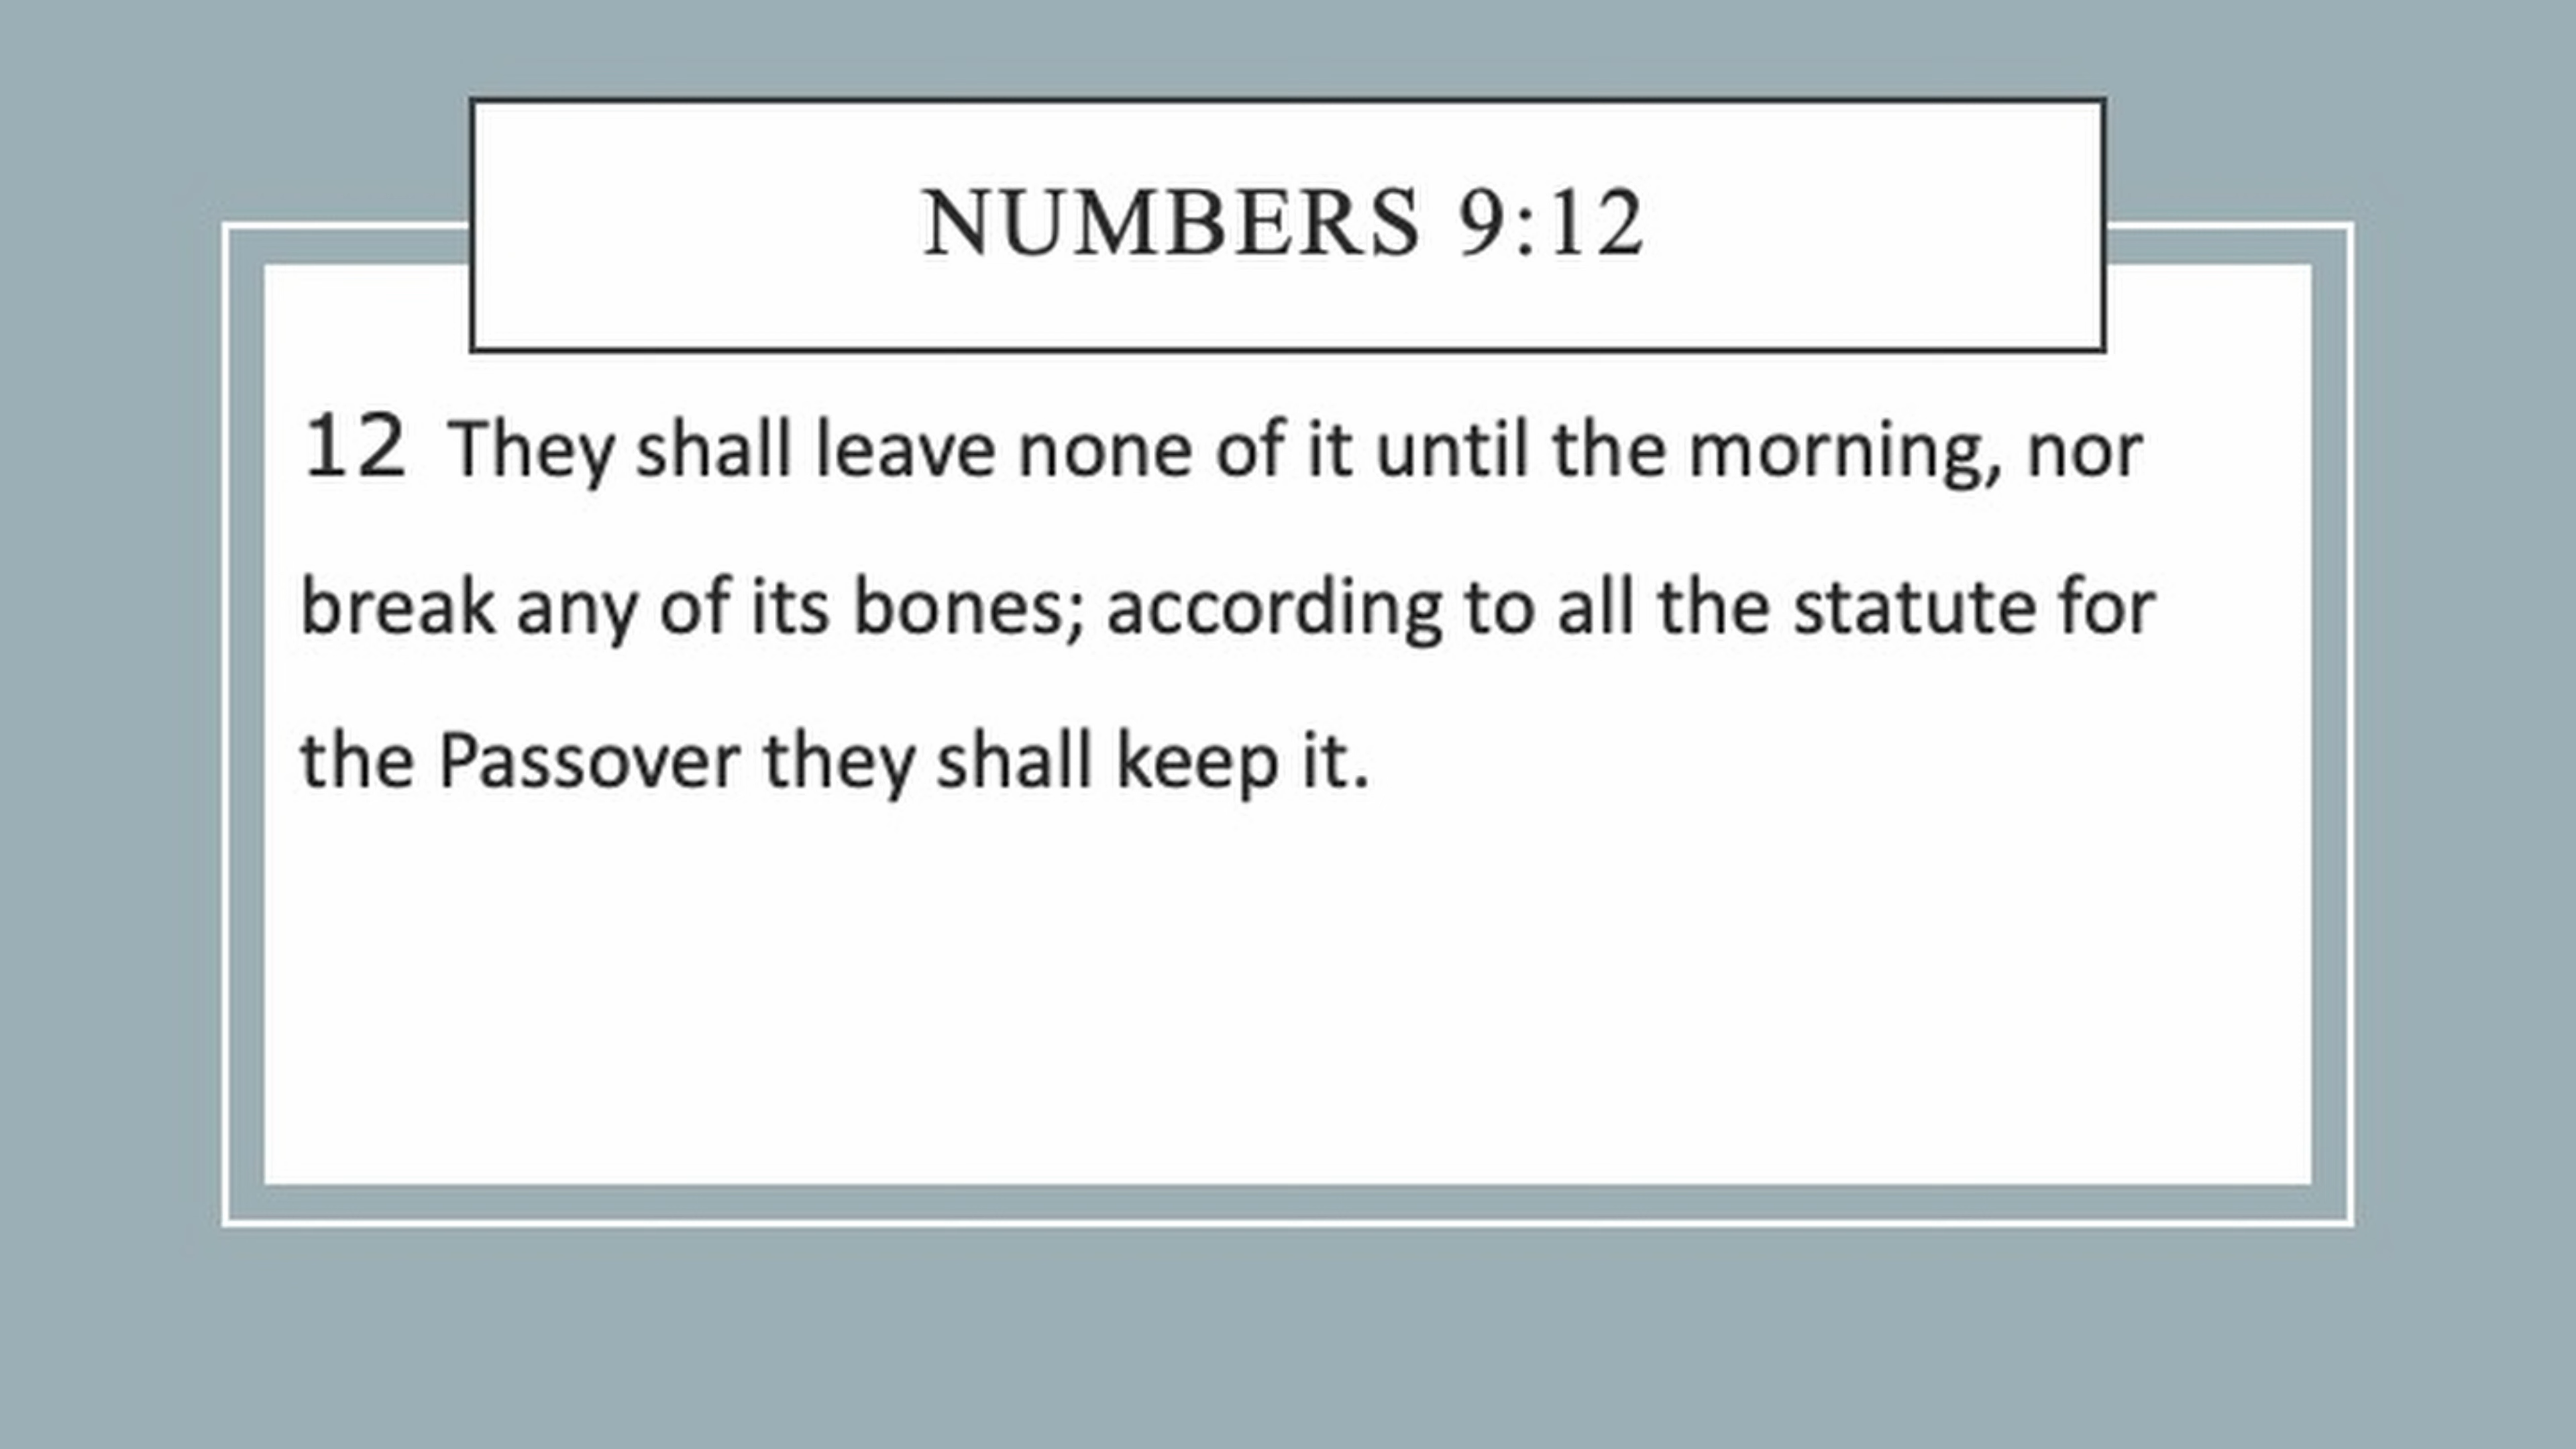 NUMBERS 9:12
12 They shall leave none of it until the morning, nor
break any of its bones; according to all the statute for
the Passover they shall keep it.